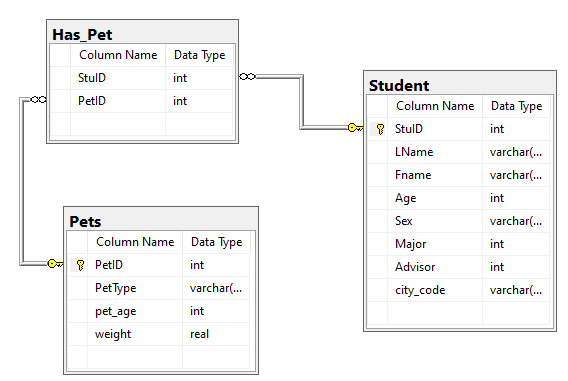 Has_Pet
Column Name Data Type
StuID int
PetID int
Student
Column Name Data Type
StuID int
LName varchar(...
Fname varchar(...
Age int
Sex varchar(...
Major int
Advisor int
city_code varchar(...
Pets
Column Name Data Type
PetID int
PetType varchar(...
pet_age int
weight real